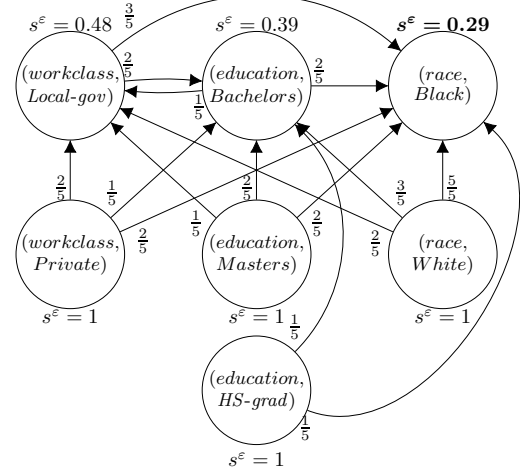 3/5
s^ε = 0.48 s^ε = 0.39 s^ε = 0.29
(workclass, Local-gov)
2/5
1/5
(education, Bachelors)
2/5
(race, Black)
2/5
1/5
2/5
1/5
2/5
2/5
2/5
3/5
5/5
(workclass, Private)
(education, Masters)
(race, White)
s^ε = 1 s^ε = 1 s^ε = 1
1/5
(education, HS-grad)
1/5
s^ε = 1